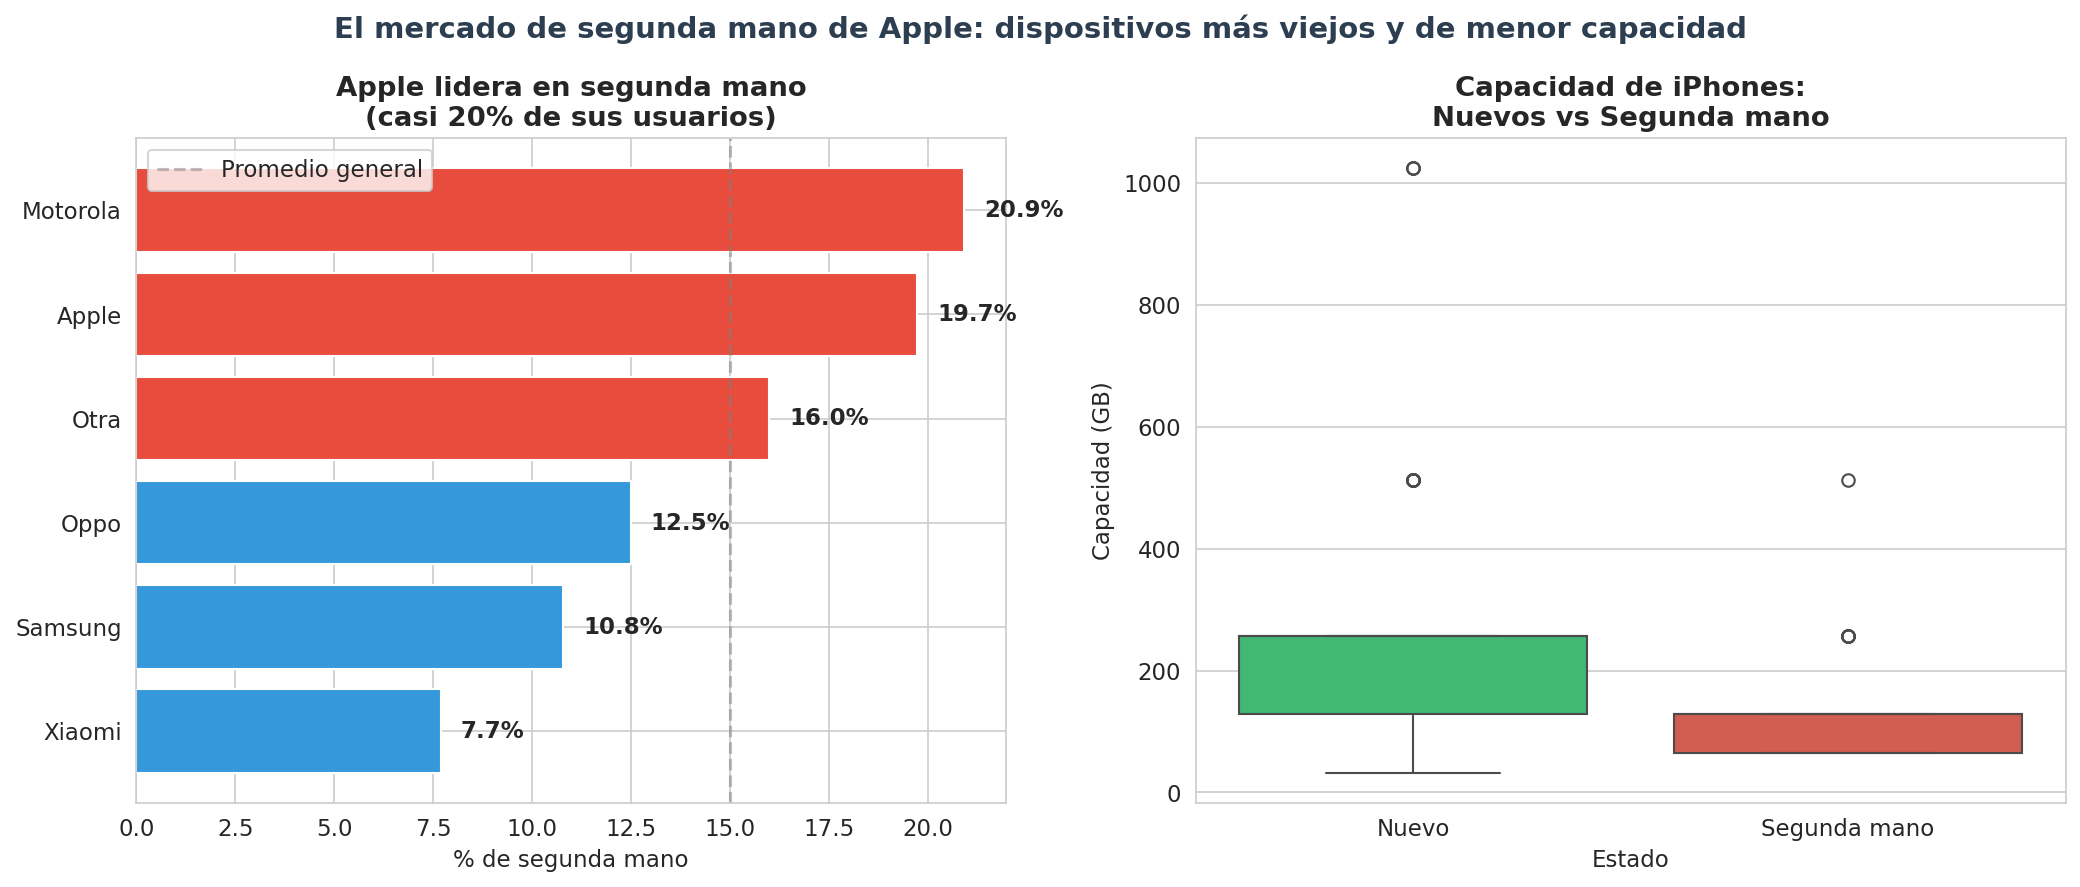 El mercado de segunda mano de Apple: dispositivos más viejos y de menor capacidad
Apple lidera en segunda mano
(casi 20% de sus usuarios)
Promedio general
Motorola
20.9%
Apple
19.7%
Otra
16.0%
Oppo
12.5%
Samsung
10.8%
Xiaomi
7.7%
0.0 2.5 5.0 7.5 10.0 12.5 15.0 17.5 20.0
% de segunda mano
Capacidad de iPhones:
Nuevos vs Segunda mano
Capacidad (GB)
1000
800
600
400
200
0
Nuevo Segunda mano
Estado